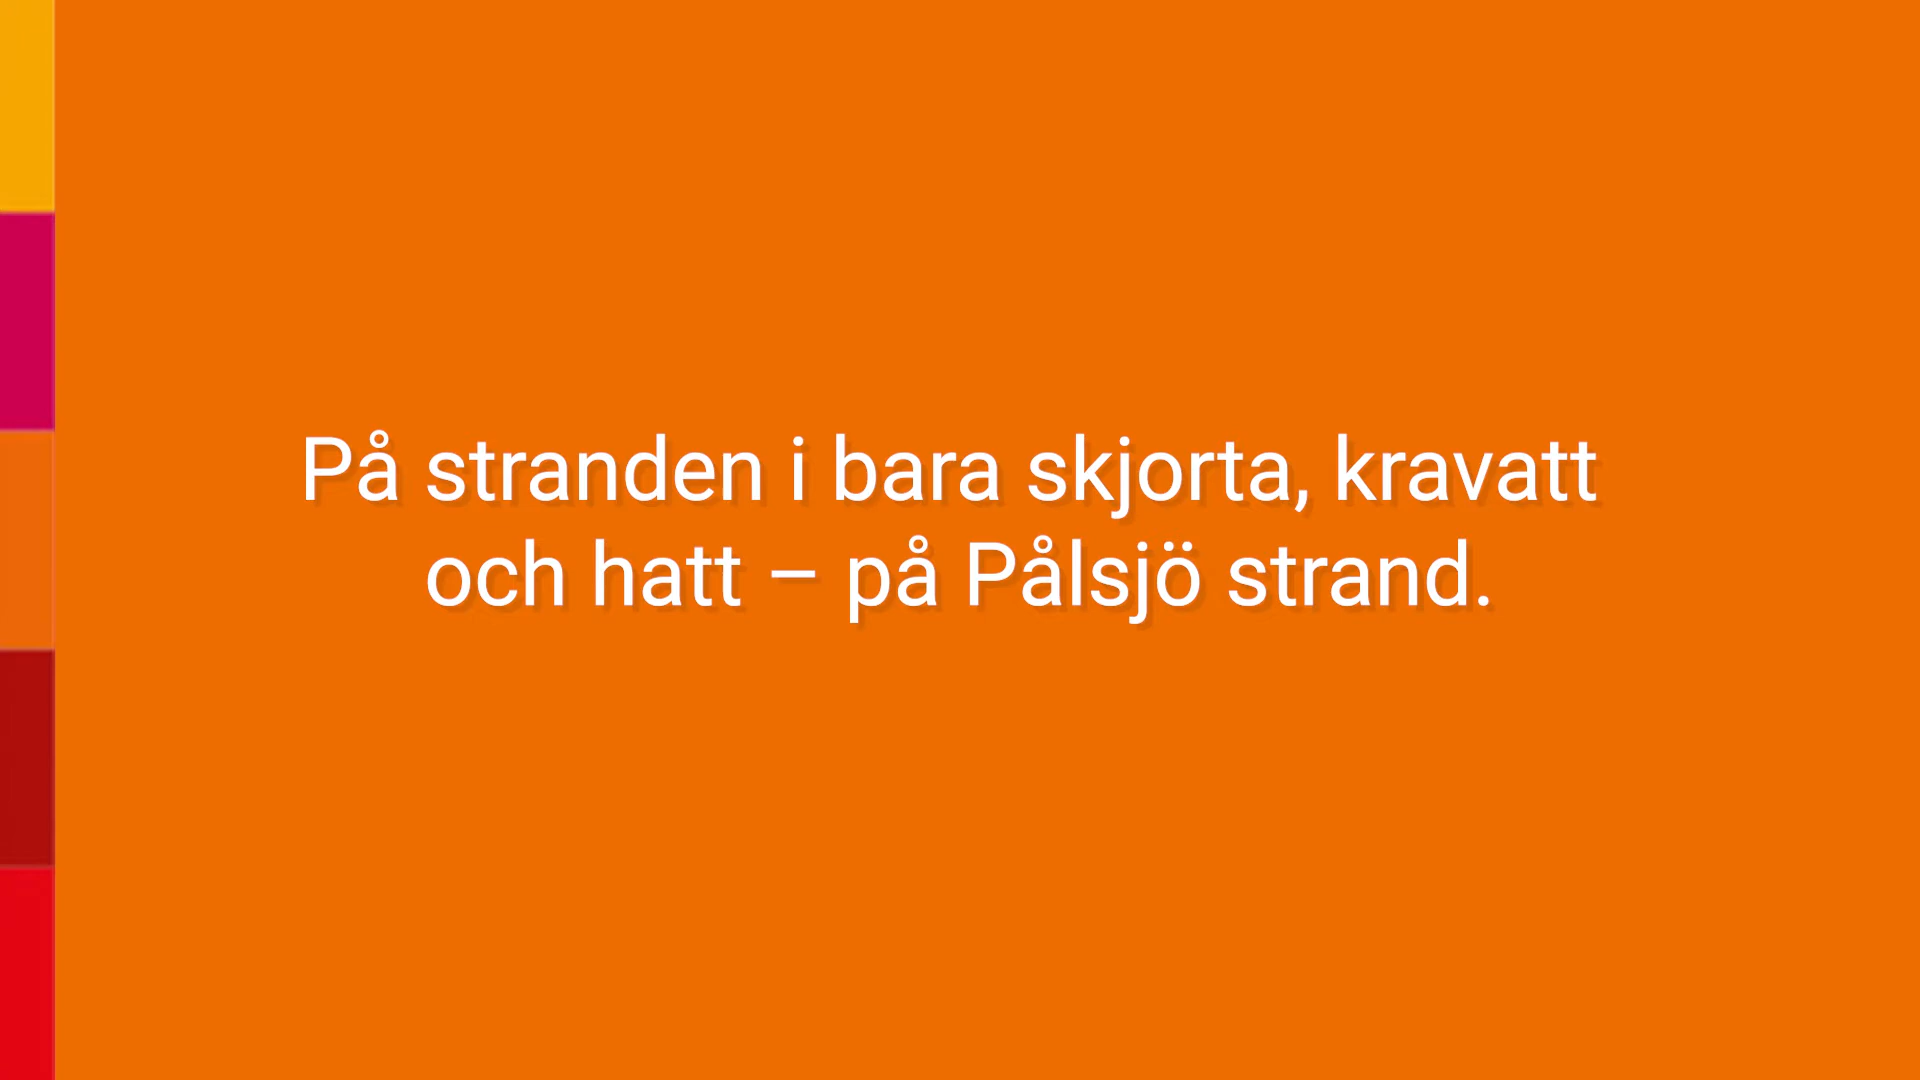 På stranden i bara skjorta, kravatt
och hatt – på Pålsjö strand.